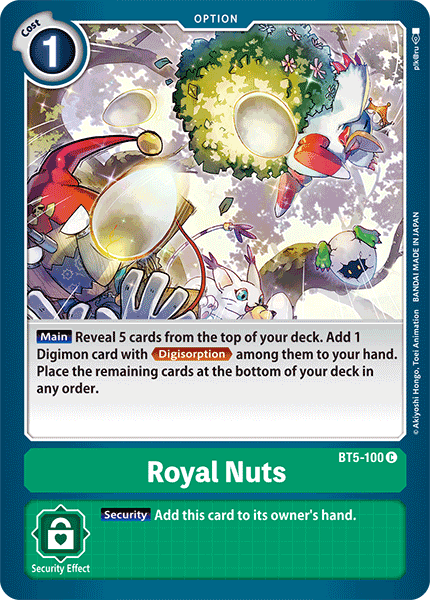 OPTION
Cost
1
plk@ru
Main Reveal 5 cards from the top of your deck. Add 1
Digimon card with Digisorption among them to your hand.
Place the remaining cards at the bottom of your deck in
any order.
©Akiyoshi Hongo, Toei Animation BANDAI MADE IN JAPAN
BT5-100 C
Royal Nuts
Security Add this card to its owner's hand.
Security Effect